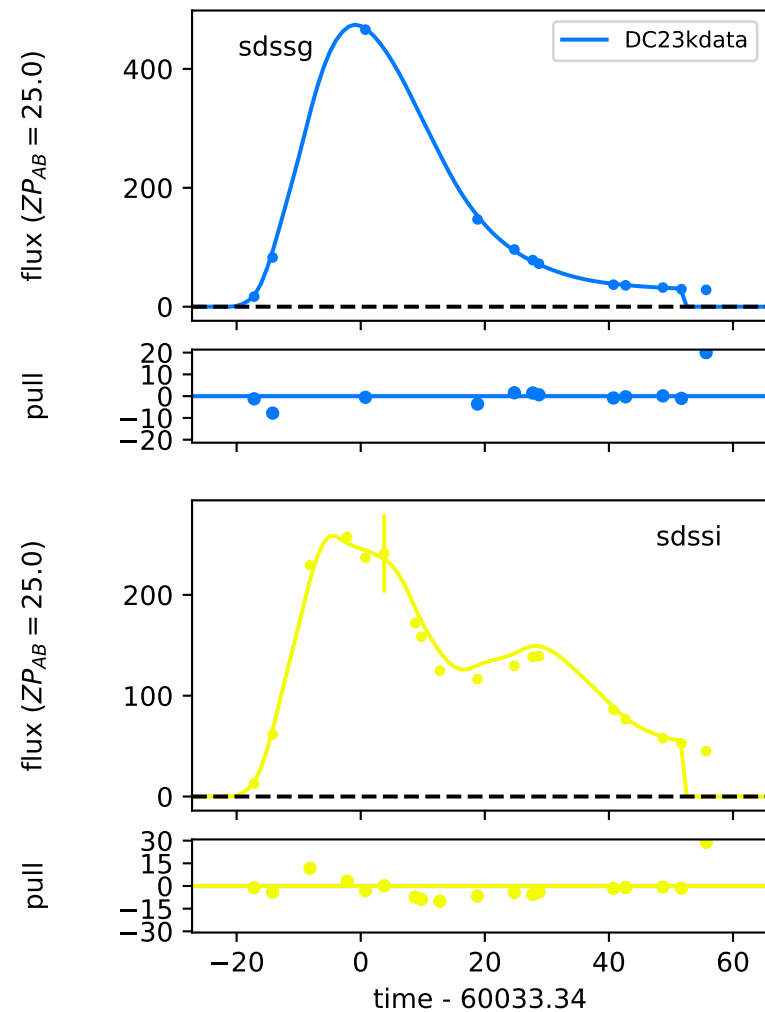 sdssg
DC23kdata
flux (ZP_AB = 25.0)
400
200
0
pull
20
10
0
−10
−20
sdssi
flux (ZP_AB = 25.0)
200
100
0
pull
30
15
0
−15
−30
−20 0 20 40 60
time - 60033.34